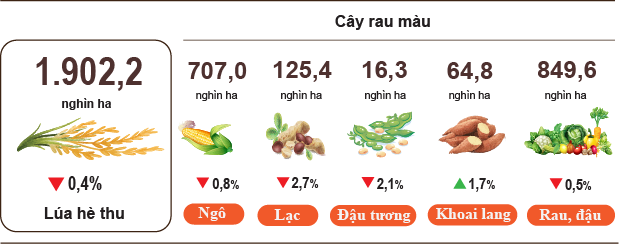 Cây rau màu
1.902,2
nghìn ha
0,4%
Lúa hè thu
707,0
nghìn ha
0,8%
Ngô
125,4
nghìn ha
2,7%
Lạc
16,3
nghìn ha
2,1%
Đậu tương
64,8
nghìn ha
1,7%
Khoai lang
849,6
nghìn ha
0,5%
Rau, đậu